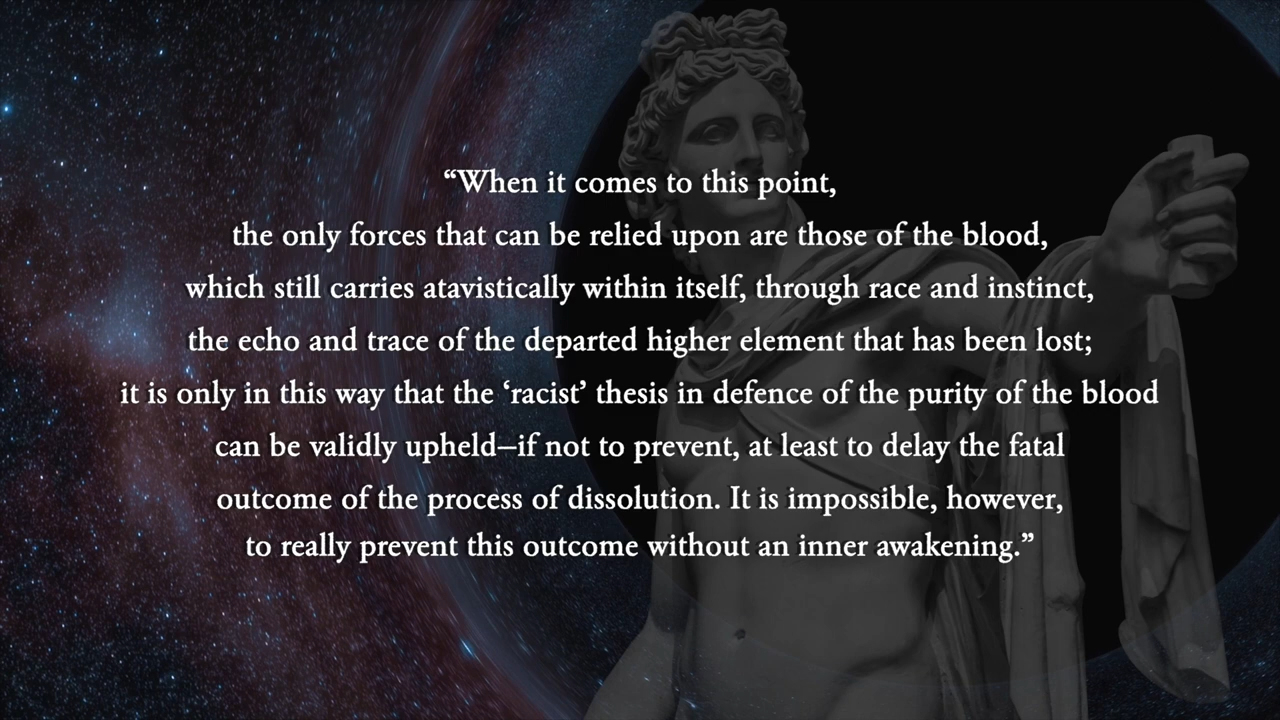 “When it comes to this point,
the only forces that can be relied upon are those of the blood,
which still carries atavistically within itself, through race and instinct,
the echo and trace of the departed higher element that has been lost;
it is only in this way that the ‘racist’ thesis in defence of the purity of the blood
can be validly upheld—if not to prevent, at least to delay the fatal
outcome of the process of dissolution. It is impossible, however,
to really prevent this outcome without an inner awakening.”